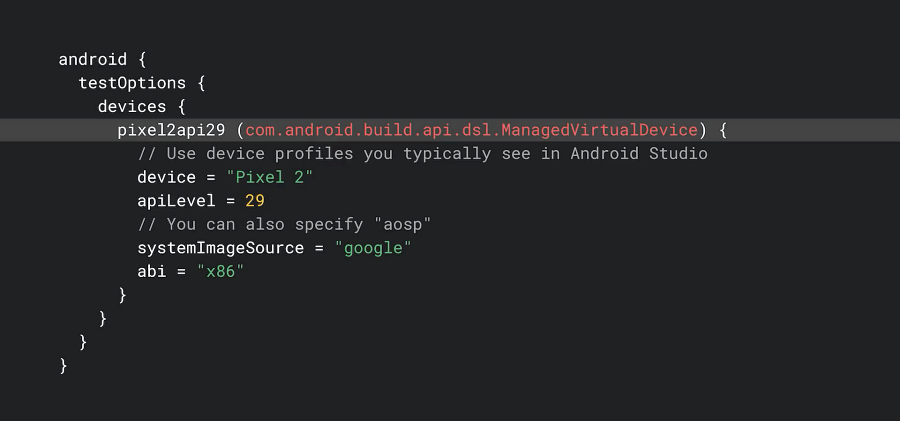 android {
  testOptions {
    devices {
      pixel2api29 (com.android.build.api.dsl.ManagedVirtualDevice) {
        // Use device profiles you typically see in Android Studio
        device = "Pixel 2"
        apiLevel = 29
        // You can also specify "aosp"
        systemImageSource = "google"
        abi = "x86"
      }
    }
  }
}